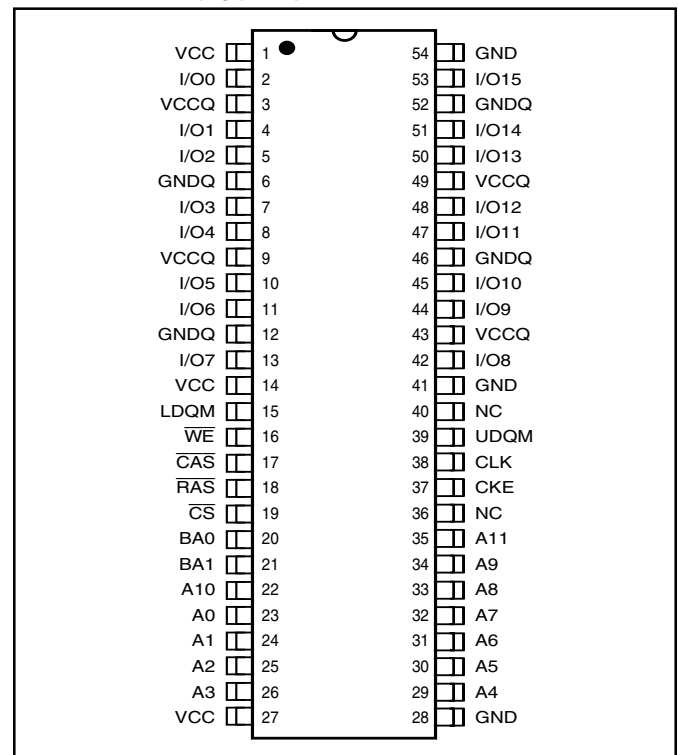 VCC 1 54 GND
I/O0 2 53 I/O15
VCCQ 3 52 GNDQ
I/O1 4 51 I/O14
I/O2 5 50 I/O13
GNDQ 6 49 VCCQ
I/O3 7 48 I/O12
I/O4 8 47 I/O11
VCCQ 9 46 GNDQ
I/O5 10 45 I/O10
I/O6 11 44 I/O9
GNDQ 12 43 VCCQ
I/O7 13 42 I/O8
VCC 14 41 GND
LDQM 15 40 NC
W̅E̅ 16 39 UDQM
C̅A̅S̅ 17 38 CLK
R̅A̅S̅ 18 37 CKE
C̅S̅ 19 36 NC
BA0 20 35 A11
BA1 21 34 A9
A10 22 33 A8
A0 23 32 A7
A1 24 31 A6
A2 25 30 A5
A3 26 29 A4
VCC 27 28 GND